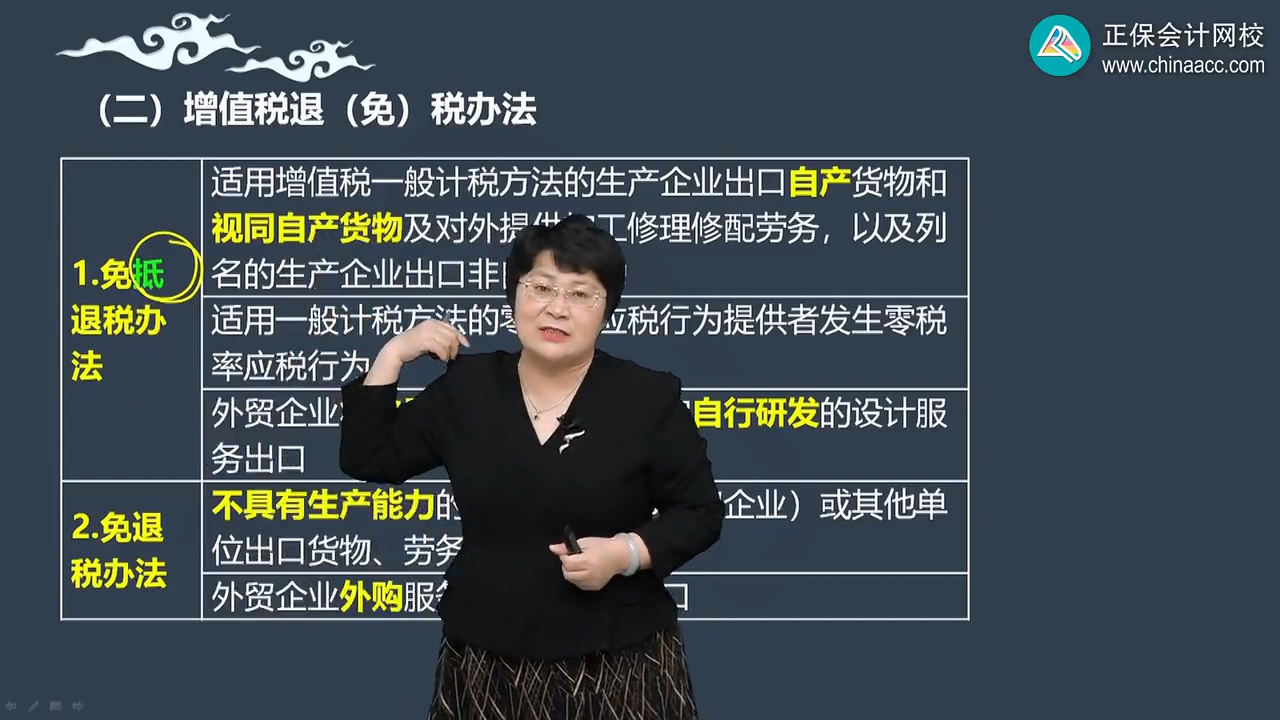 正保会计网校
www.chinaacc.com
（二）增值税退（免）税办法
1.免抵
退税办
法
适用增值税一般计税方法的生产企业出口自产货物和
视同自产货物及对外提供加工修理修配劳务，以及列
名的生产企业出口非
适用一般计税方法的零 应税行为提供者发生零税
率应税行为
外贸企业 自行研发的设计服
务出口
2.免退
税办法
不具有生产能力的 企业）或其他单
位出口货物、劳务
外贸企业外购服务 口